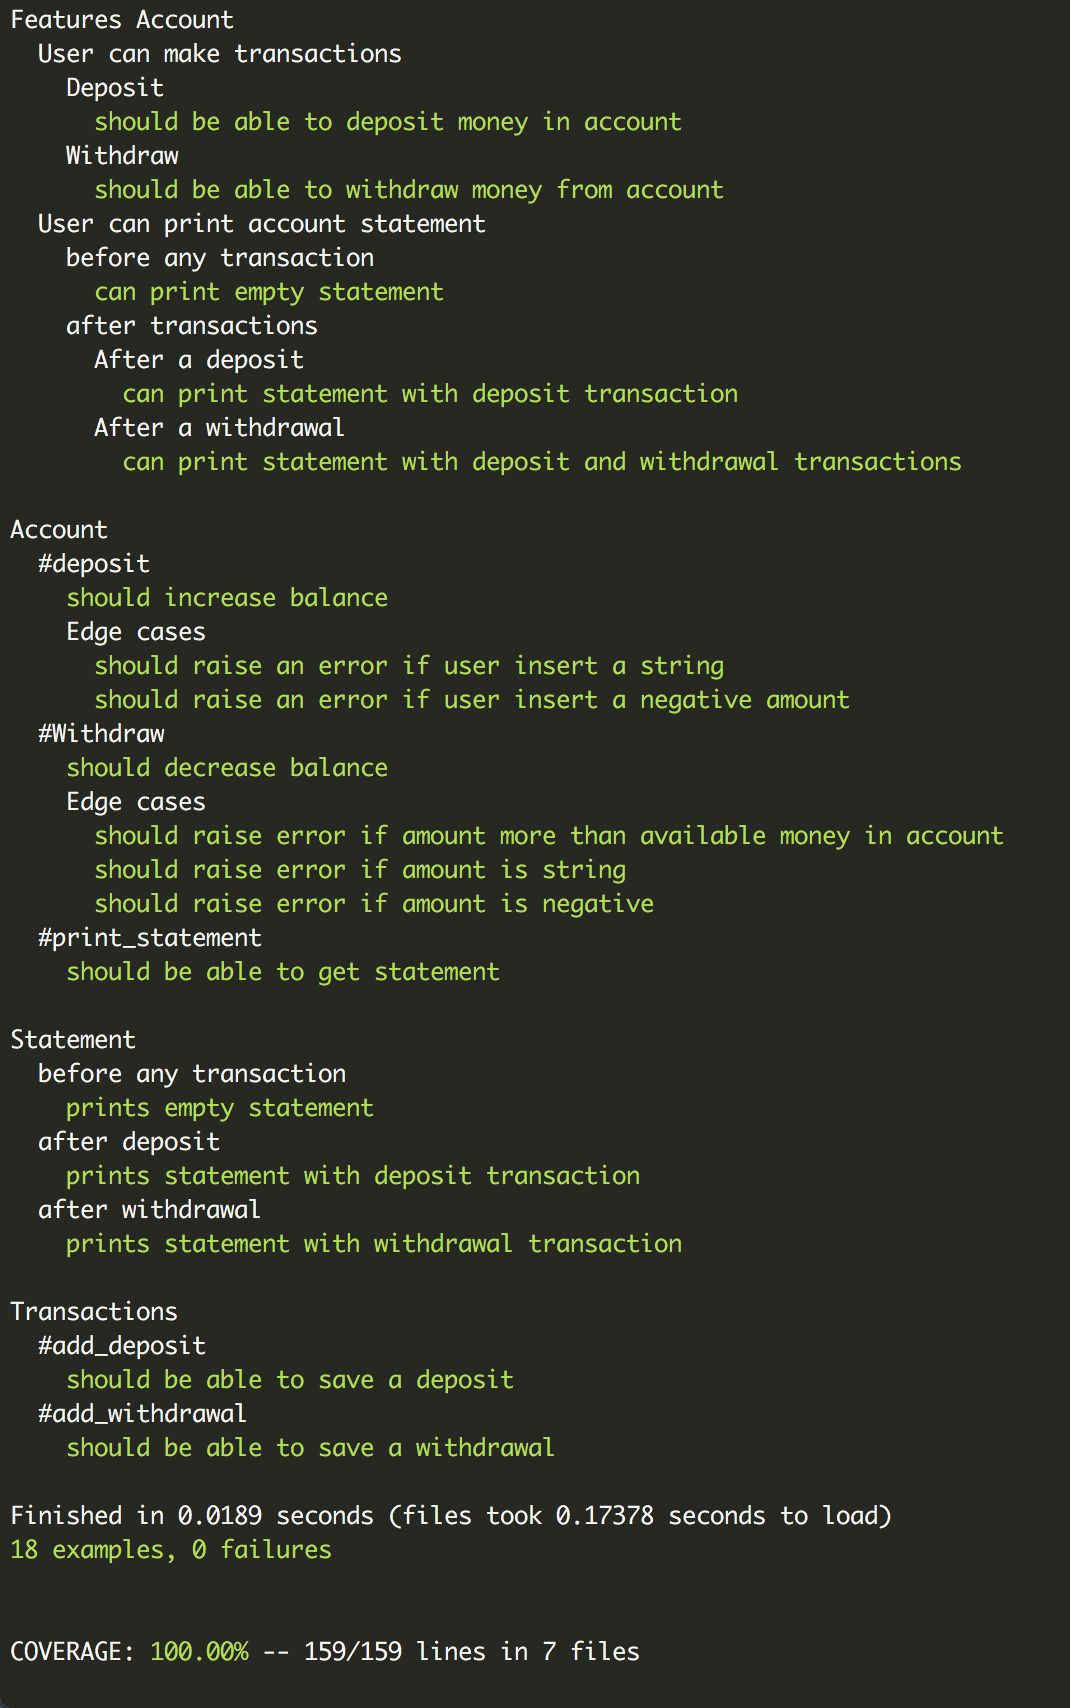 Features Account
  User can make transactions
    Deposit
      should be able to deposit money in account
    Withdraw
      should be able to withdraw money from account
  User can print account statement
    before any transaction
      can print empty statement
    after transactions
      After a deposit
        can print statement with deposit transaction
      After a withdrawal
        can print statement with deposit and withdrawal transactions

Account
  #deposit
    should increase balance
    Edge cases
      should raise an error if user insert a string
      should raise an error if user insert a negative amount
  #Withdraw
    should decrease balance
    Edge cases
      should raise error if amount more than available money in account
      should raise error if amount is string
      should raise error if amount is negative
  #print_statement
    should be able to get statement

Statement
  before any transaction
    prints empty statement
  after deposit
    prints statement with deposit transaction
  after withdrawal
    prints statement with withdrawal transaction

Transactions
  #add_deposit
    should be able to save a deposit
  #add_withdrawal
    should be able to save a withdrawal

Finished in 0.0189 seconds (files took 0.17378 seconds to load)
18 examples, 0 failures

COVERAGE: 100.00% -- 159/159 lines in 7 files